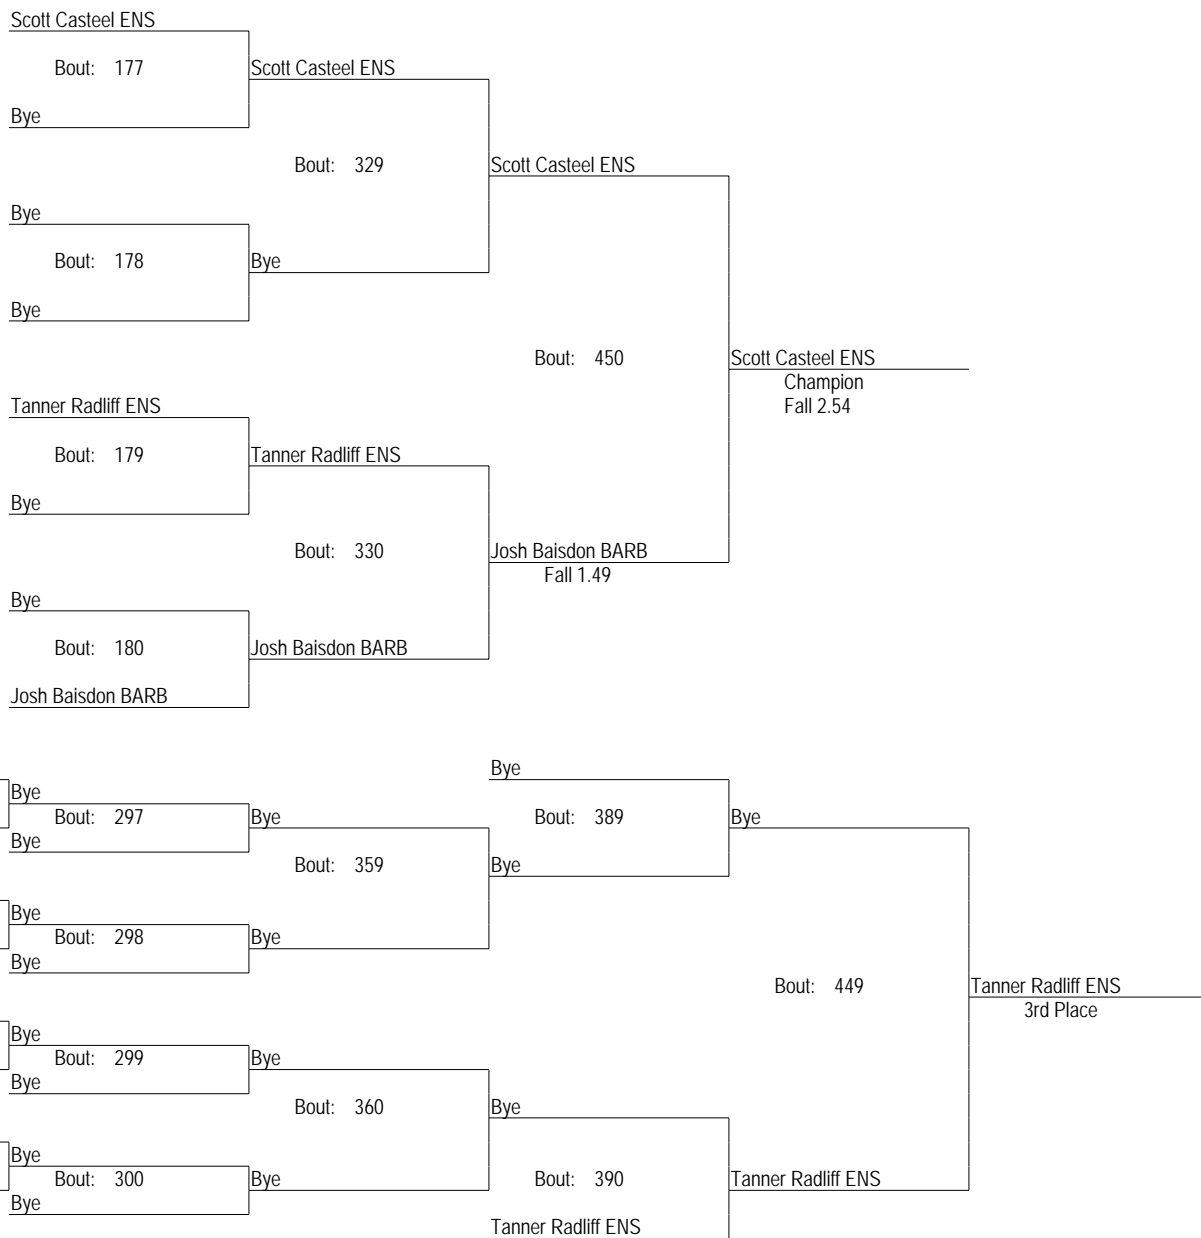 Scott Casteel ENS
Bout: 177 Scott Casteel ENS
Bye
Bout: 329 Scott Casteel ENS
Bye
Bout: 178 Bye
Bye
Bout: 450 Scott Casteel ENS
Champion
Tanner Radliff ENS Fall 2.54
Bout: 179 Tanner Radliff ENS
Bye
Bout: 330 Josh Baisdon BARB
Fall 1.49
Bye
Bout: 180 Josh Baisdon BARB
Josh Baisdon BARB
Bye
Bye
Bout: 297 Bye Bout: 389 Bye
Bye
Bout: 359 Bye
Bye
Bout: 298 Bye
Bye
Bout: 449 Tanner Radliff ENS
3rd Place
Bye
Bout: 299 Bye
Bye
Bout: 360 Bye
Bye
Bout: 300 Bye Bout: 390 Tanner Radliff ENS
Bye
Tanner Radliff ENS